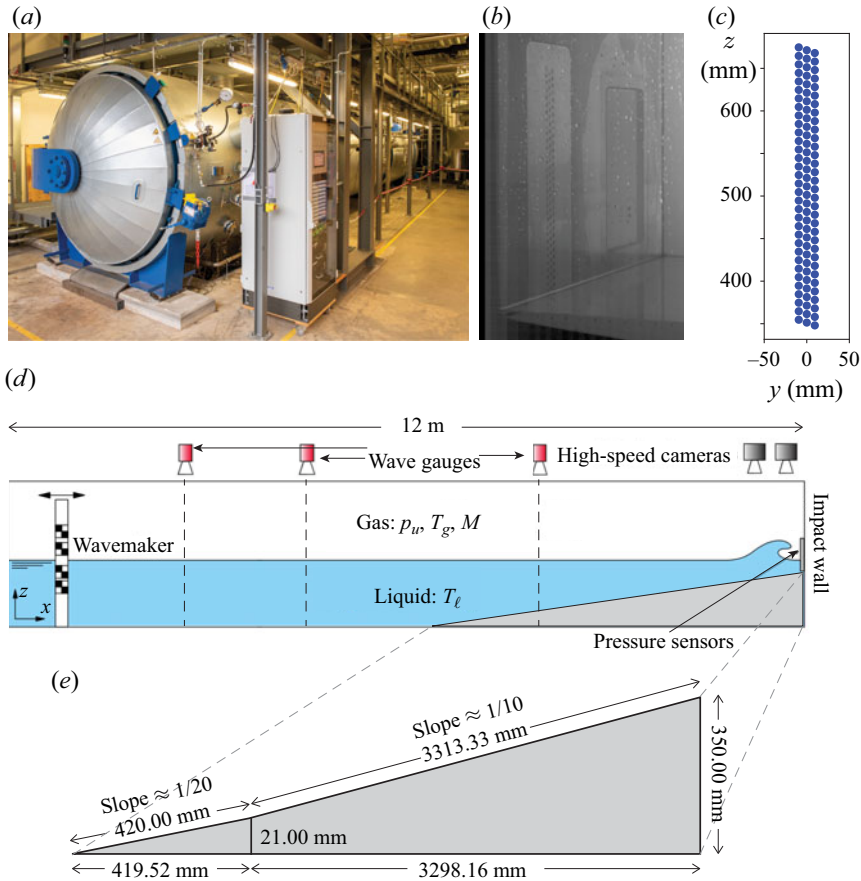 (a)
(b)
(c)
z
(mm)
600
500
400
–50
0
50
y (mm)
(d)
12 m
Wave gauges
High-speed cameras
Gas: p_u, T_g, M
Wavemaker
Impact wall
z
x
Liquid: T_ℓ
Pressure sensors
(e)
Slope ≈ 1/10
3313.33 mm
Slope ≈ 1/20
420.00 mm
350.00 mm
21.00 mm
419.52 mm
3298.16 mm